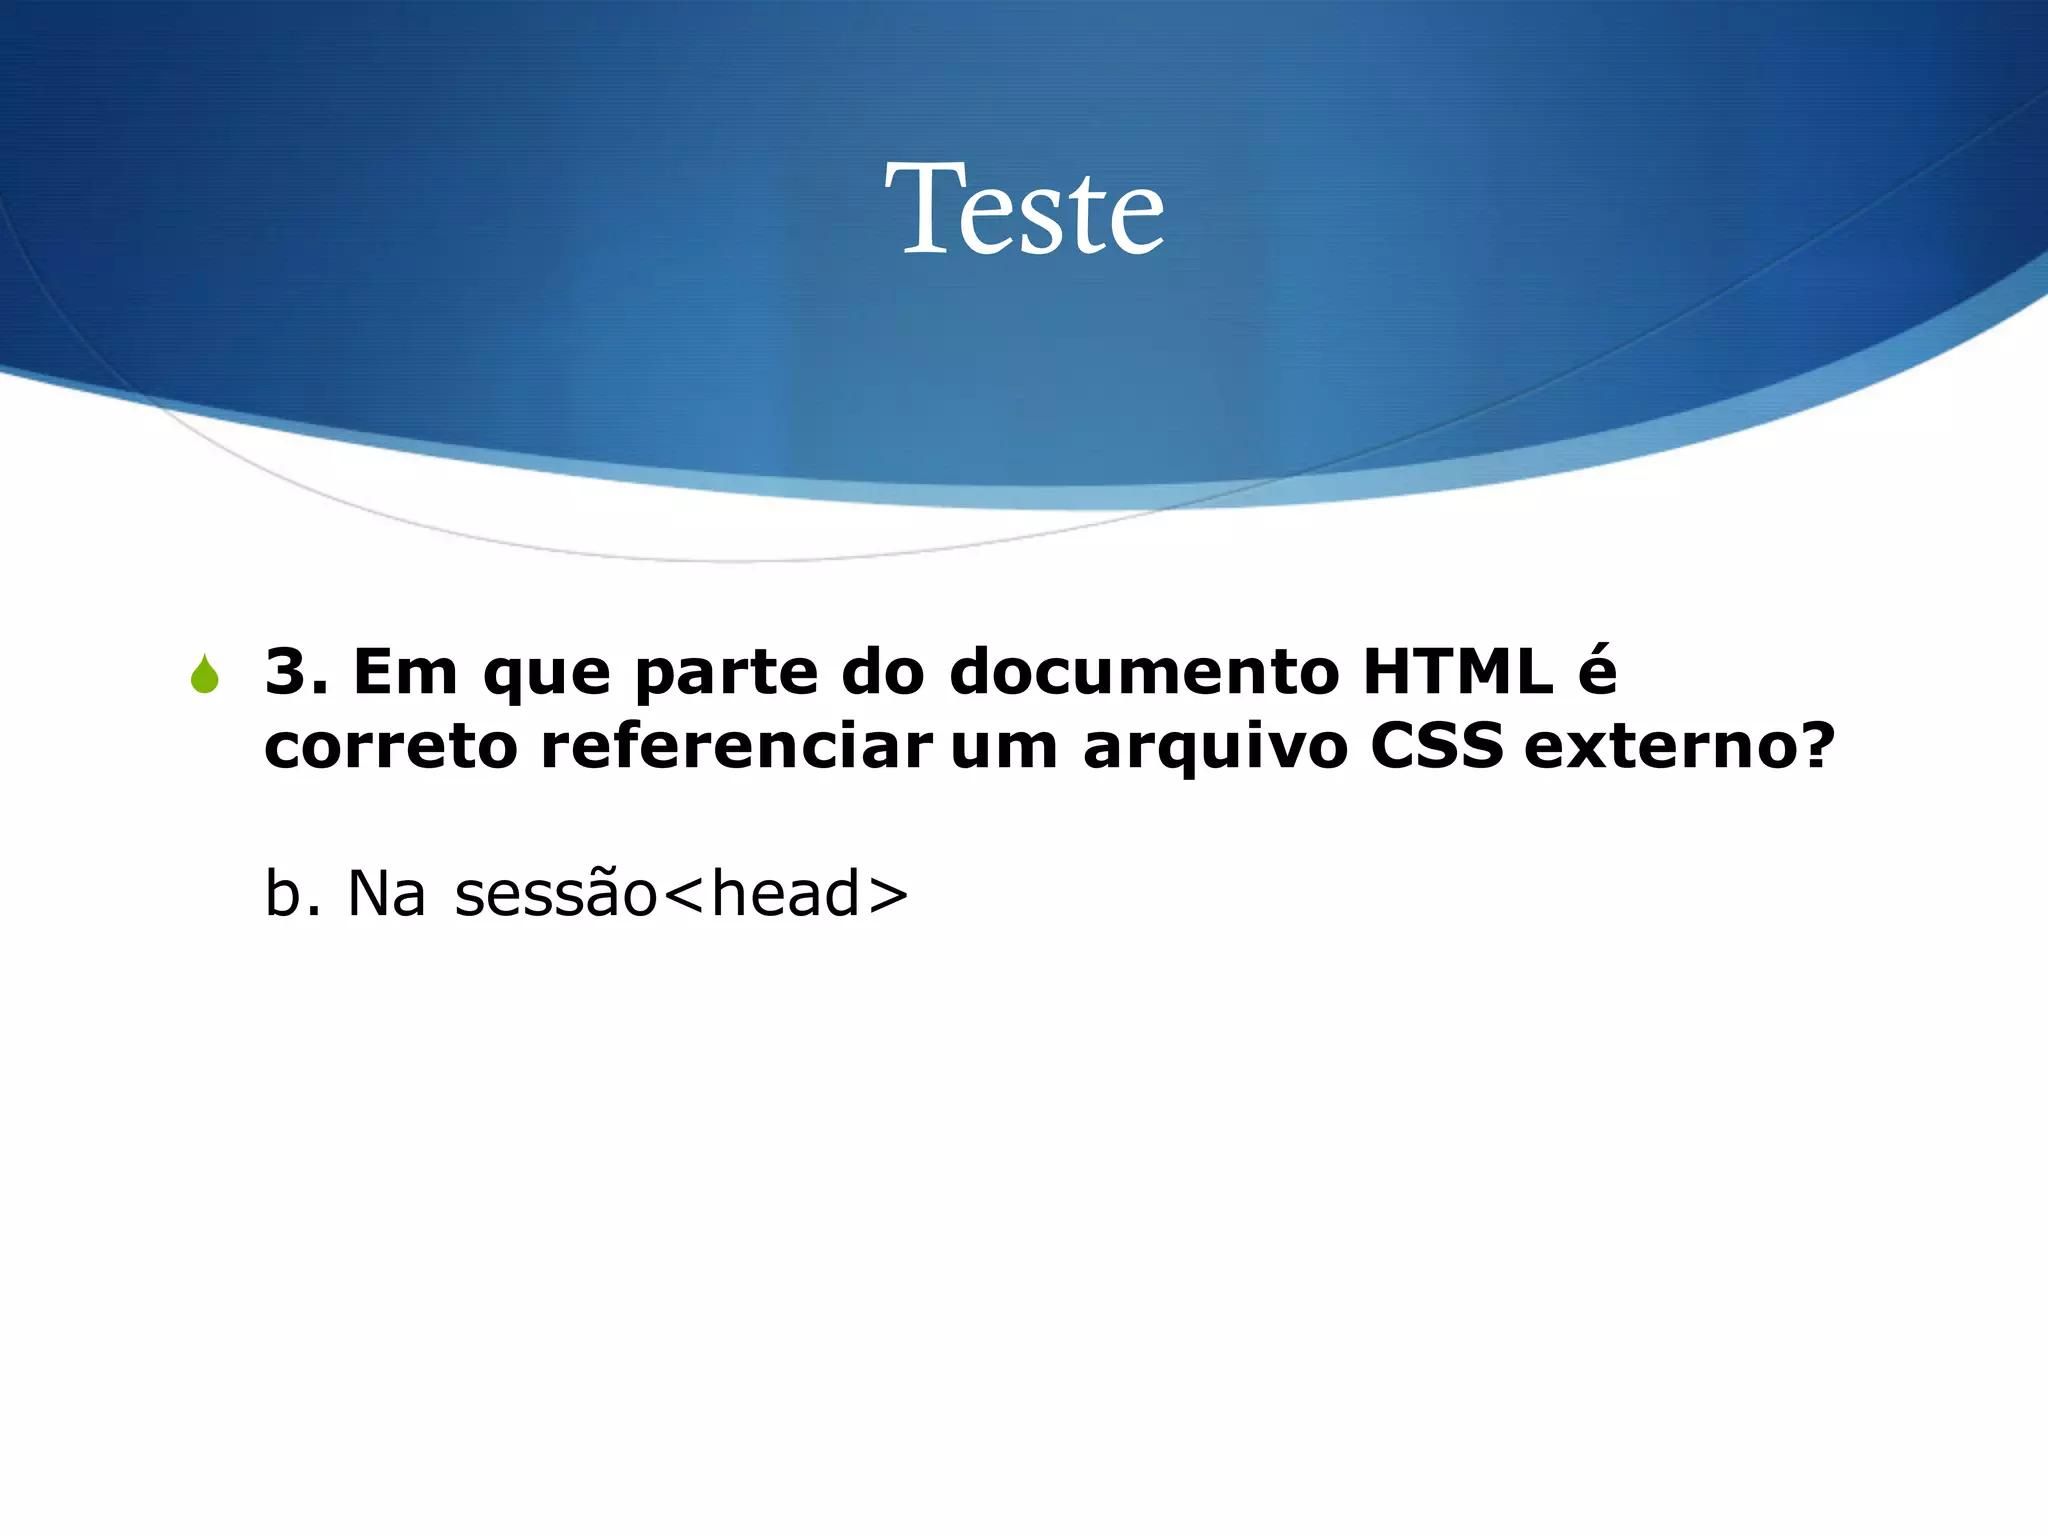 Teste
3. Em que parte do documento HTML é
correto referenciar um arquivo CSS externo?
b. Na sessão<head>